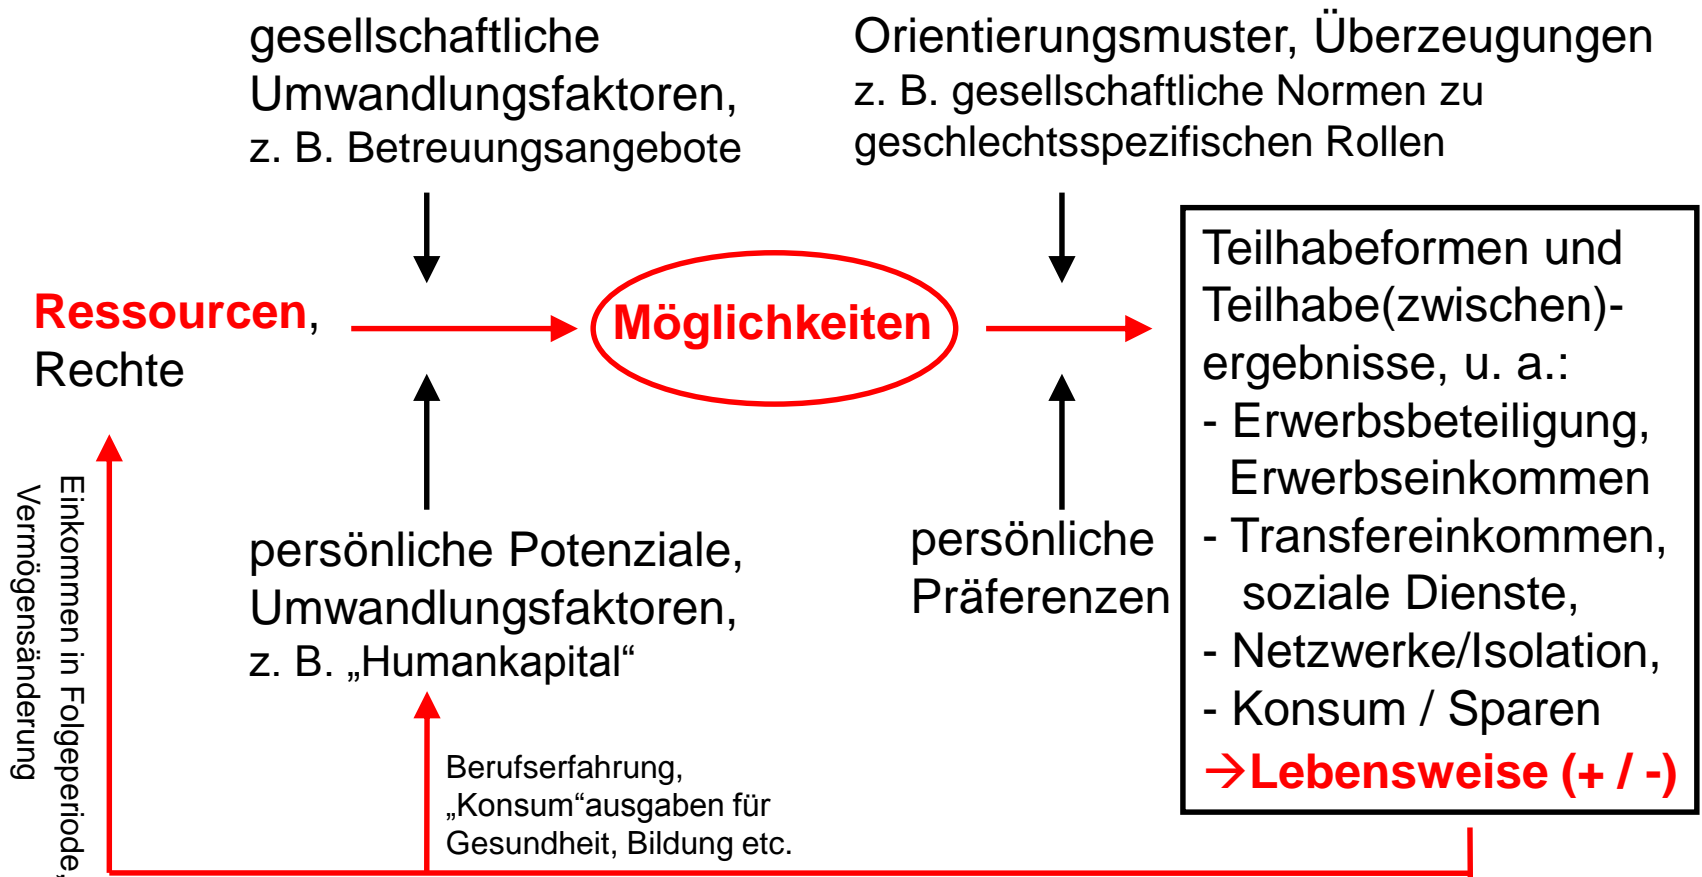 gesellschaftliche
Umwandlungsfaktoren,
z. B. Betreuungsangebote
Orientierungsmuster, Überzeugungen
z. B. gesellschaftliche Normen zu
geschlechtsspezifischen Rollen
Ressourcen,
Rechte
Möglichkeiten
Teilhabeformen und
Teilhabe(zwischen)-
ergebnisse, u. a.:
- Erwerbsbeteiligung,
Erwerbseinkommen
- Transfereinkommen,
soziale Dienste,
- Netzwerke/Isolation,
- Konsum / Sparen
→Lebensweise (+ / -)
persönliche Potenziale,
Umwandlungsfaktoren,
z. B. „Humankapital“
persönliche
Präferenzen
Einkommen in Folgeperiode,
Vermögensänderung
Berufserfahrung,
„Konsum“ausgaben für
Gesundheit, Bildung etc.